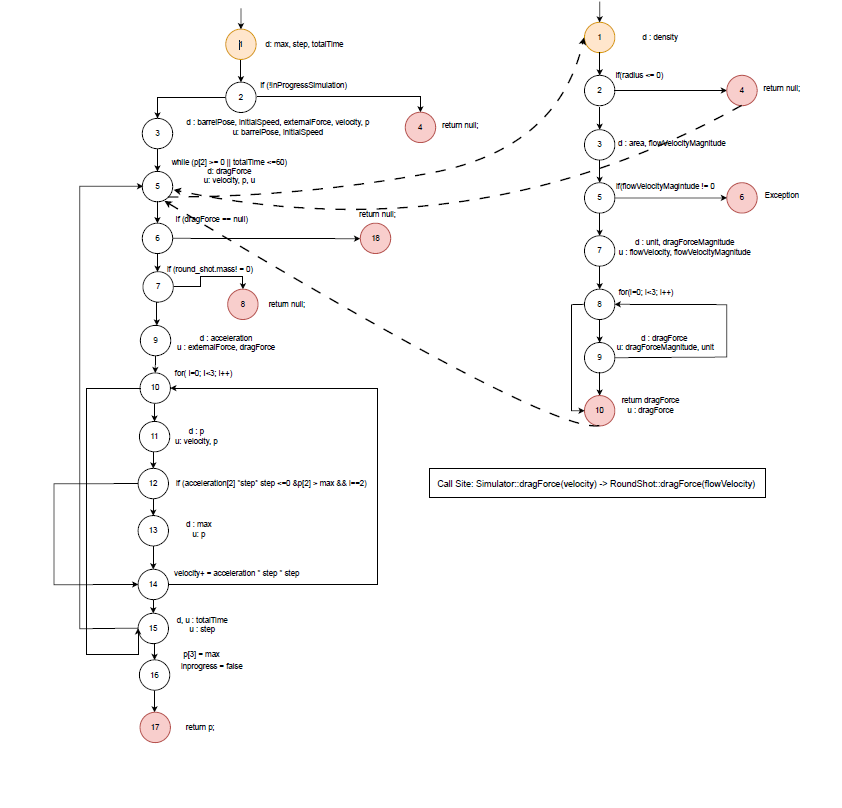 1
d: max, step, totalTime
if (!inProgressSimulation)
2
d : barrelPose, initialSpeed, externalForce, velocity, p
u: barrelPose, initialSpeed
3
4
return null;
while (p[2] >= 0 || totalTime <=60)
d: dragForce
u: velocity, p, u
5
return null;
if (dragForce == null)
6
18
if (round_shot.mass! = 0)
7
8
return null;
d : acceleration
u : externalForce, dragForce
9
for( i=0; i<3; i++)
10
d : p
u: velocity, p
11
12
if (acceleration[2] *step* step <=0 &p[2] > max && i==2)
d : max
u: p
13
velocity+ = acceleration * step * step
14
d, u : totalTime
u : step
15
p[3] = max
inprogress = false
16
17
return p;
1
d : density
if(radius <= 0)
2
4
return null;
3
d : area, flowVelocityMagnitude
if(flowVelocityMagintude != 0
5
6
Exception
d : unit, dragForceMagnitude
u : flowVelocity, flowVelocityMagnitude
7
for(i=0; i<3; i++)
8
d : dragForce
u: dragForceMagnitude, unit
9
return dragForce
u : dragForce
10
Call Site: Simulator::dragForce(velocity) -> RoundShot::dragForce(flowVelocity)